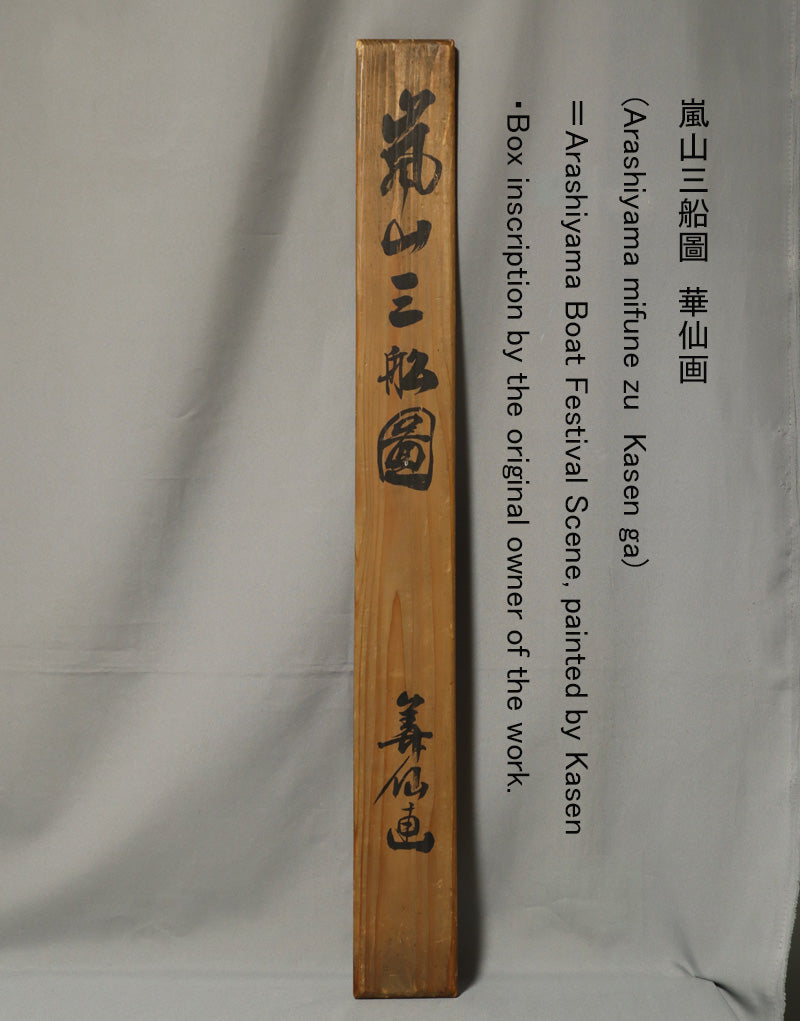 嵐山三船圖 華仙画
(Arashiyama mifune zu Kasen ga)
＝Arashiyama Boat Festival Scene, painted by Kasen
・Box inscription by the original owner of the work.
嵐山三船圖 華仙画